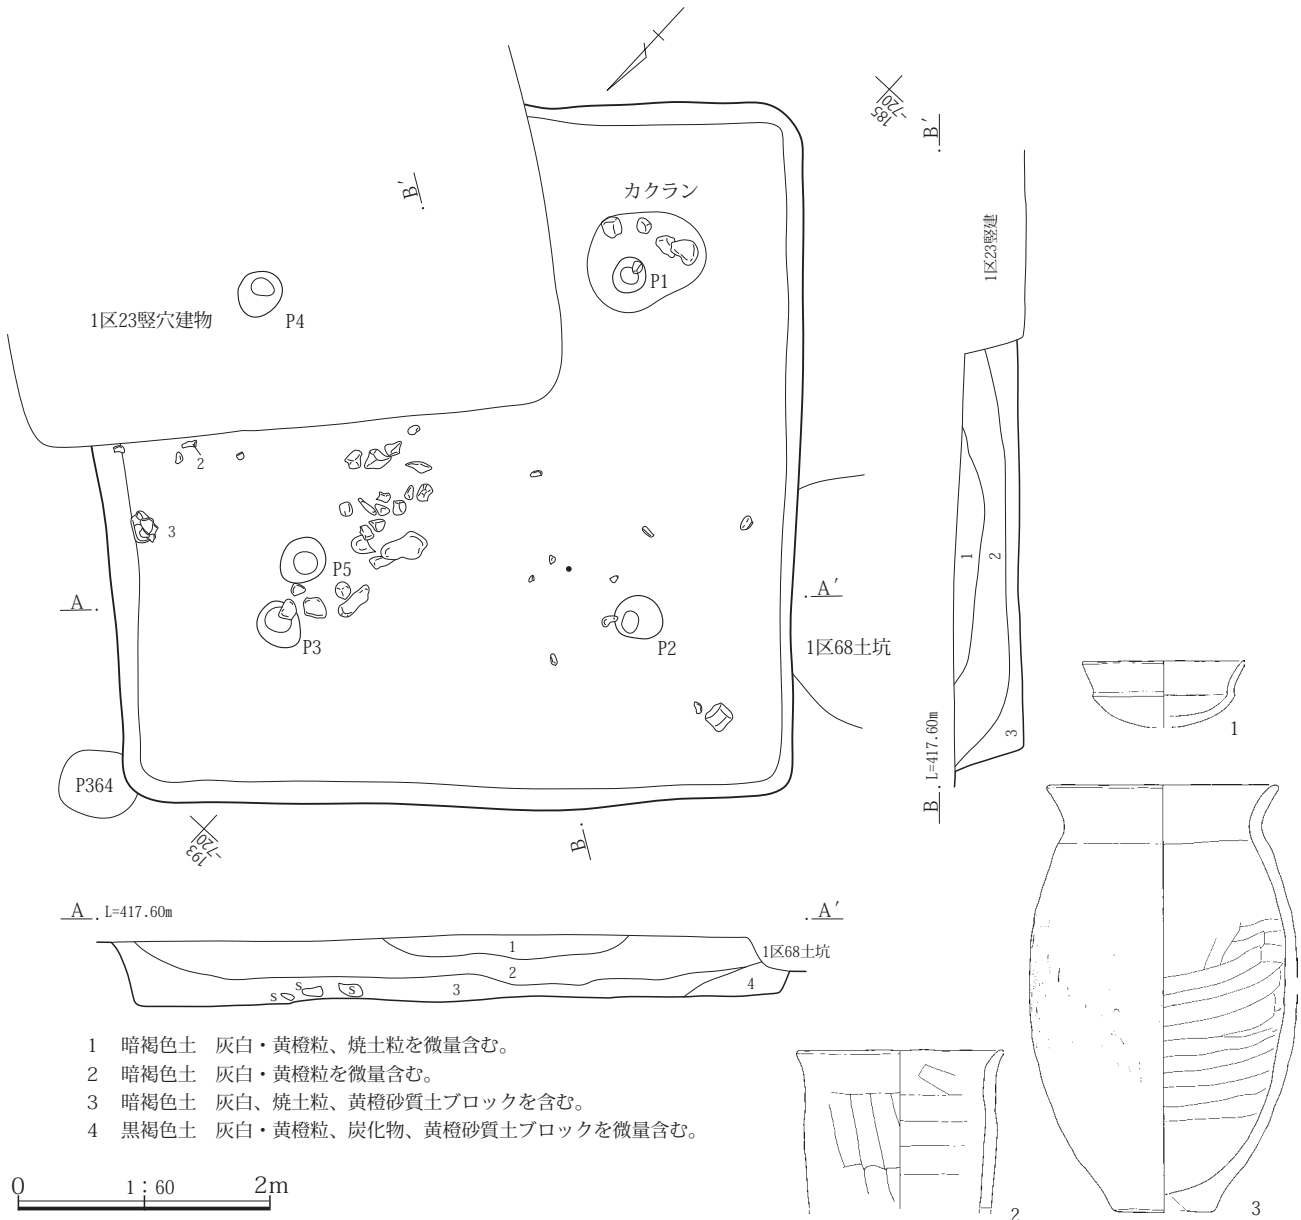 185
-720
B′
B′
カクラン
P1
1区23竪建
1区23竪穴建物
P4
2
3
P5
P3
P2
A
A′
1区68土坑
1
2
3
L=417.60m
B
P364
193
-720
B
1
A
L=417.60m
A′
1
2
3
4
S
S
S
1区68土坑
1 暗褐色土 灰白・黄橙粒、焼土粒を微量含む。
2 暗褐色土 灰白・黄橙粒を微量含む。
3 暗褐色土 灰白、焼土粒、黄橙砂質土ブロックを含む。
4 黒褐色土 灰白・黄橙粒、炭化物、黄橙砂質土ブロックを微量含む。
0 1：60 2m
2
3